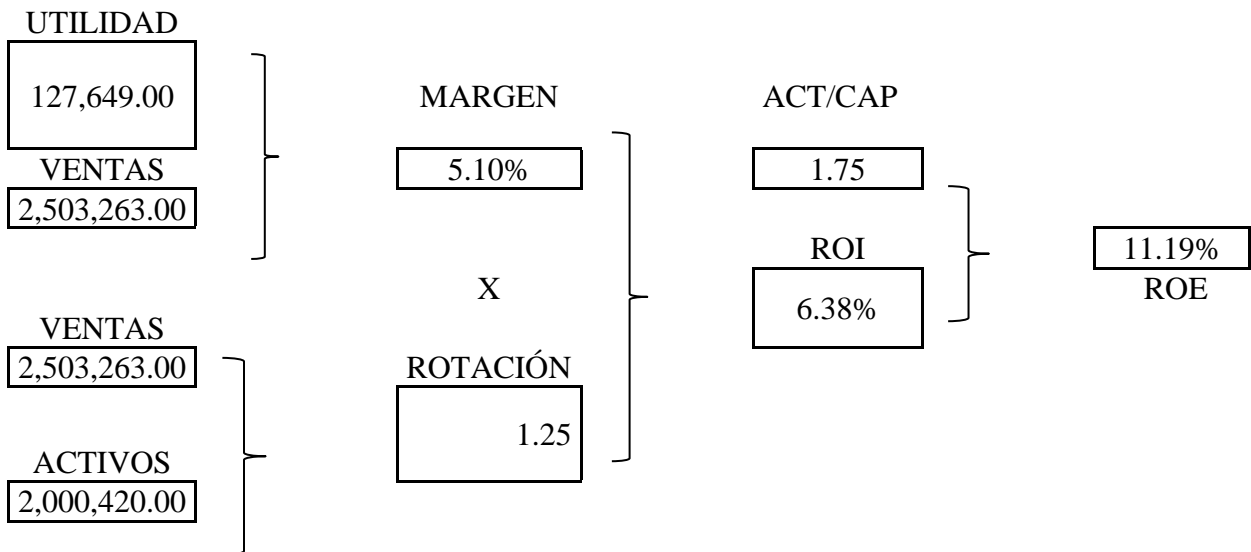 UTILIDAD
127,649.00
VENTAS
2,503,263.00
VENTAS
2,503,263.00
ACTIVOS
2,000,420.00
MARGEN
5.10%
X
ROTACIÓN
1.25
ACT/CAP
1.75
ROI
6.38%
11.19%
ROE